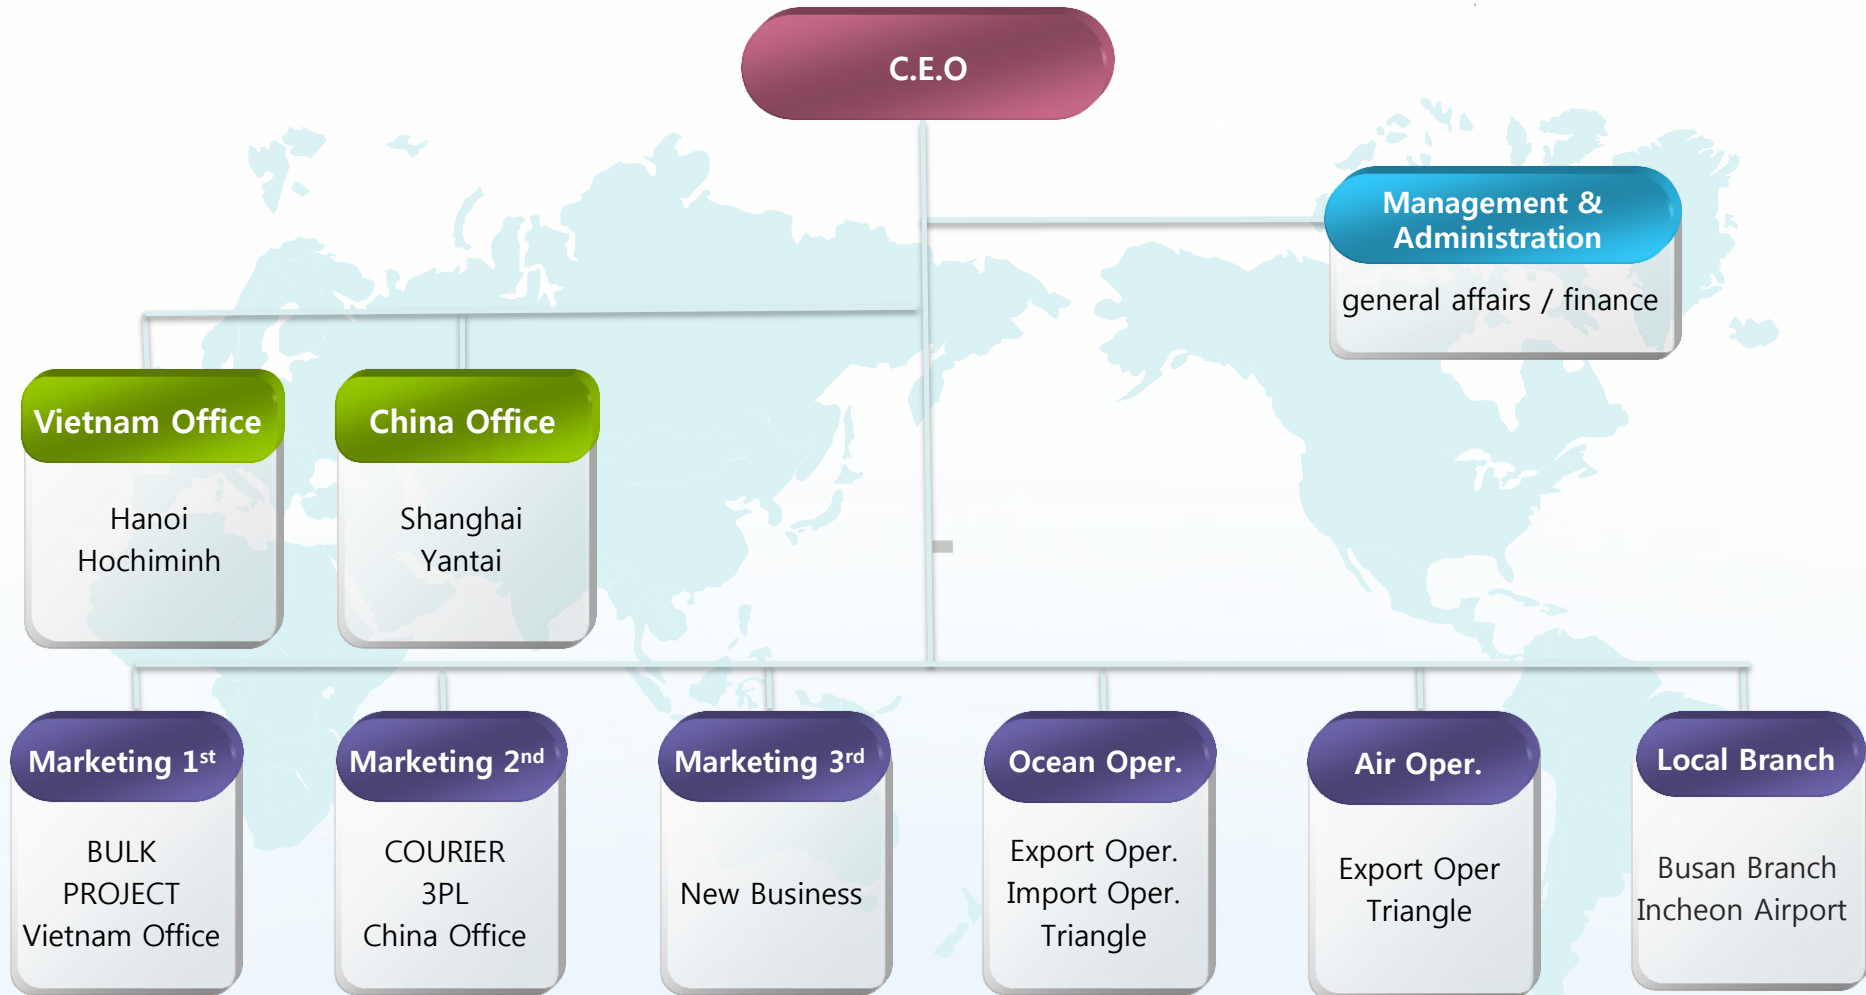 C.E.O
Management &
Administration
general affairs / finance
Vietnam Office
Hanoi
Hochiminh
China Office
Shanghai
Yantai
Marketing 1st
BULK
PROJECT
Vietnam Office
Marketing 2nd
COURIER
3PL
China Office
Marketing 3rd
New Business
Ocean Oper.
Export Oper.
Import Oper.
Triangle
Air Oper.
Export Oper
Triangle
Local Branch
Busan Branch
Incheon Airport